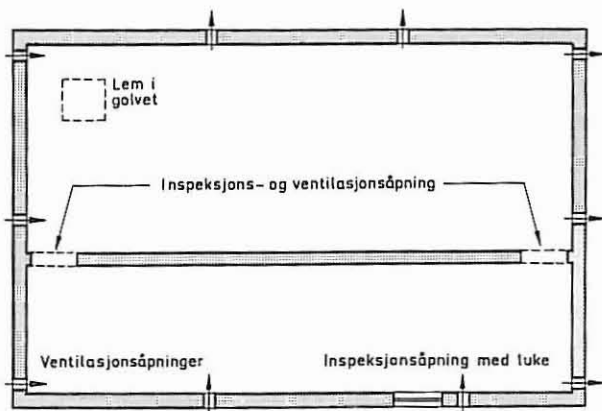 Lem i
golvet
Inspeksjons- og ventilasjonsåpning
Ventilasjonsåpninger
Inspeksjonsåpning med luke